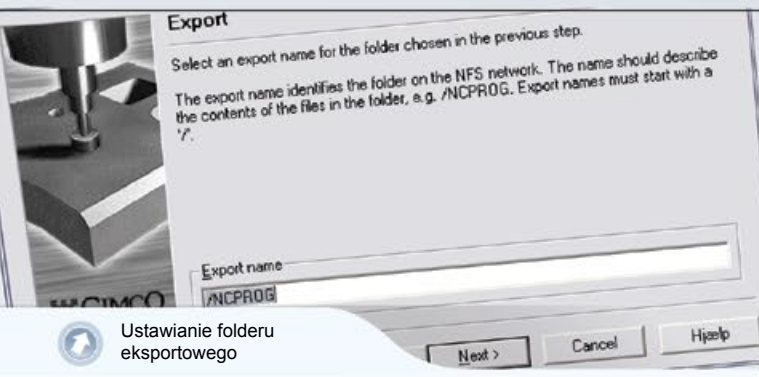 Export
Select an export name for the folder chosen in the previous step.
The export name identifies the folder on the NFS network. The name should describe
the contents of the files in the folder, e.g. /NCPROG. Export names must start with a
'/'.
Export name
/NCPROG
CIMCO
Ustawianie folderu
eksportowego
Next >
Cancel
Hjælp